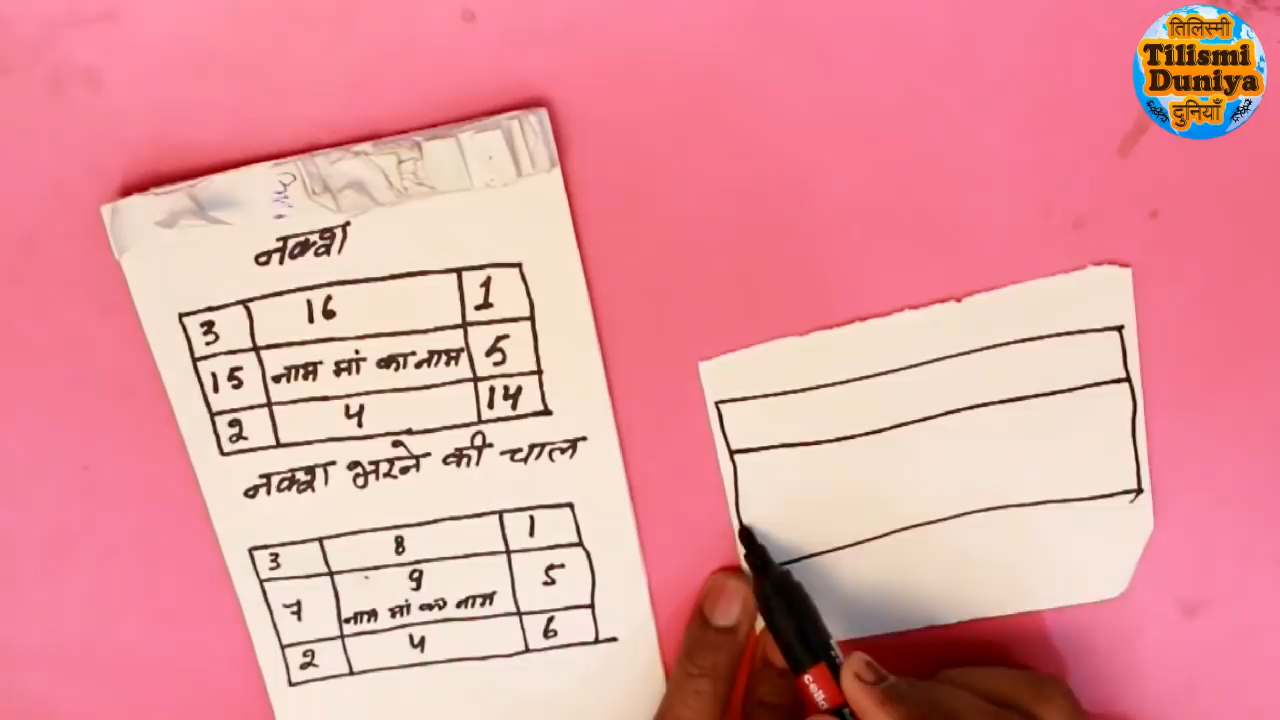 तिलिस्मी
Tilismi
Duniya
दुनियाँ
नक्श
3 16 1
15 नाम मां का नाम 5
2 4 14
नक्श भरने की चाल
3 8 1
7 9 5
नाम मां का नाम
2 4 6
cello